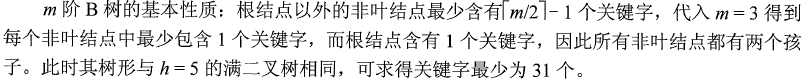 m 阶 B 树的基本性质：根结点以外的非叶结点最少含有⌈m/2⌉ − 1 个关键字，代入 m = 3 得到
每个非叶结点中最少包含 1 个关键字，而根结点含有 1 个关键字，因此所有非叶结点都有两个孩
子。此时其树形与 h = 5 的满二叉树相同，可求得关键字最少为 31 个。